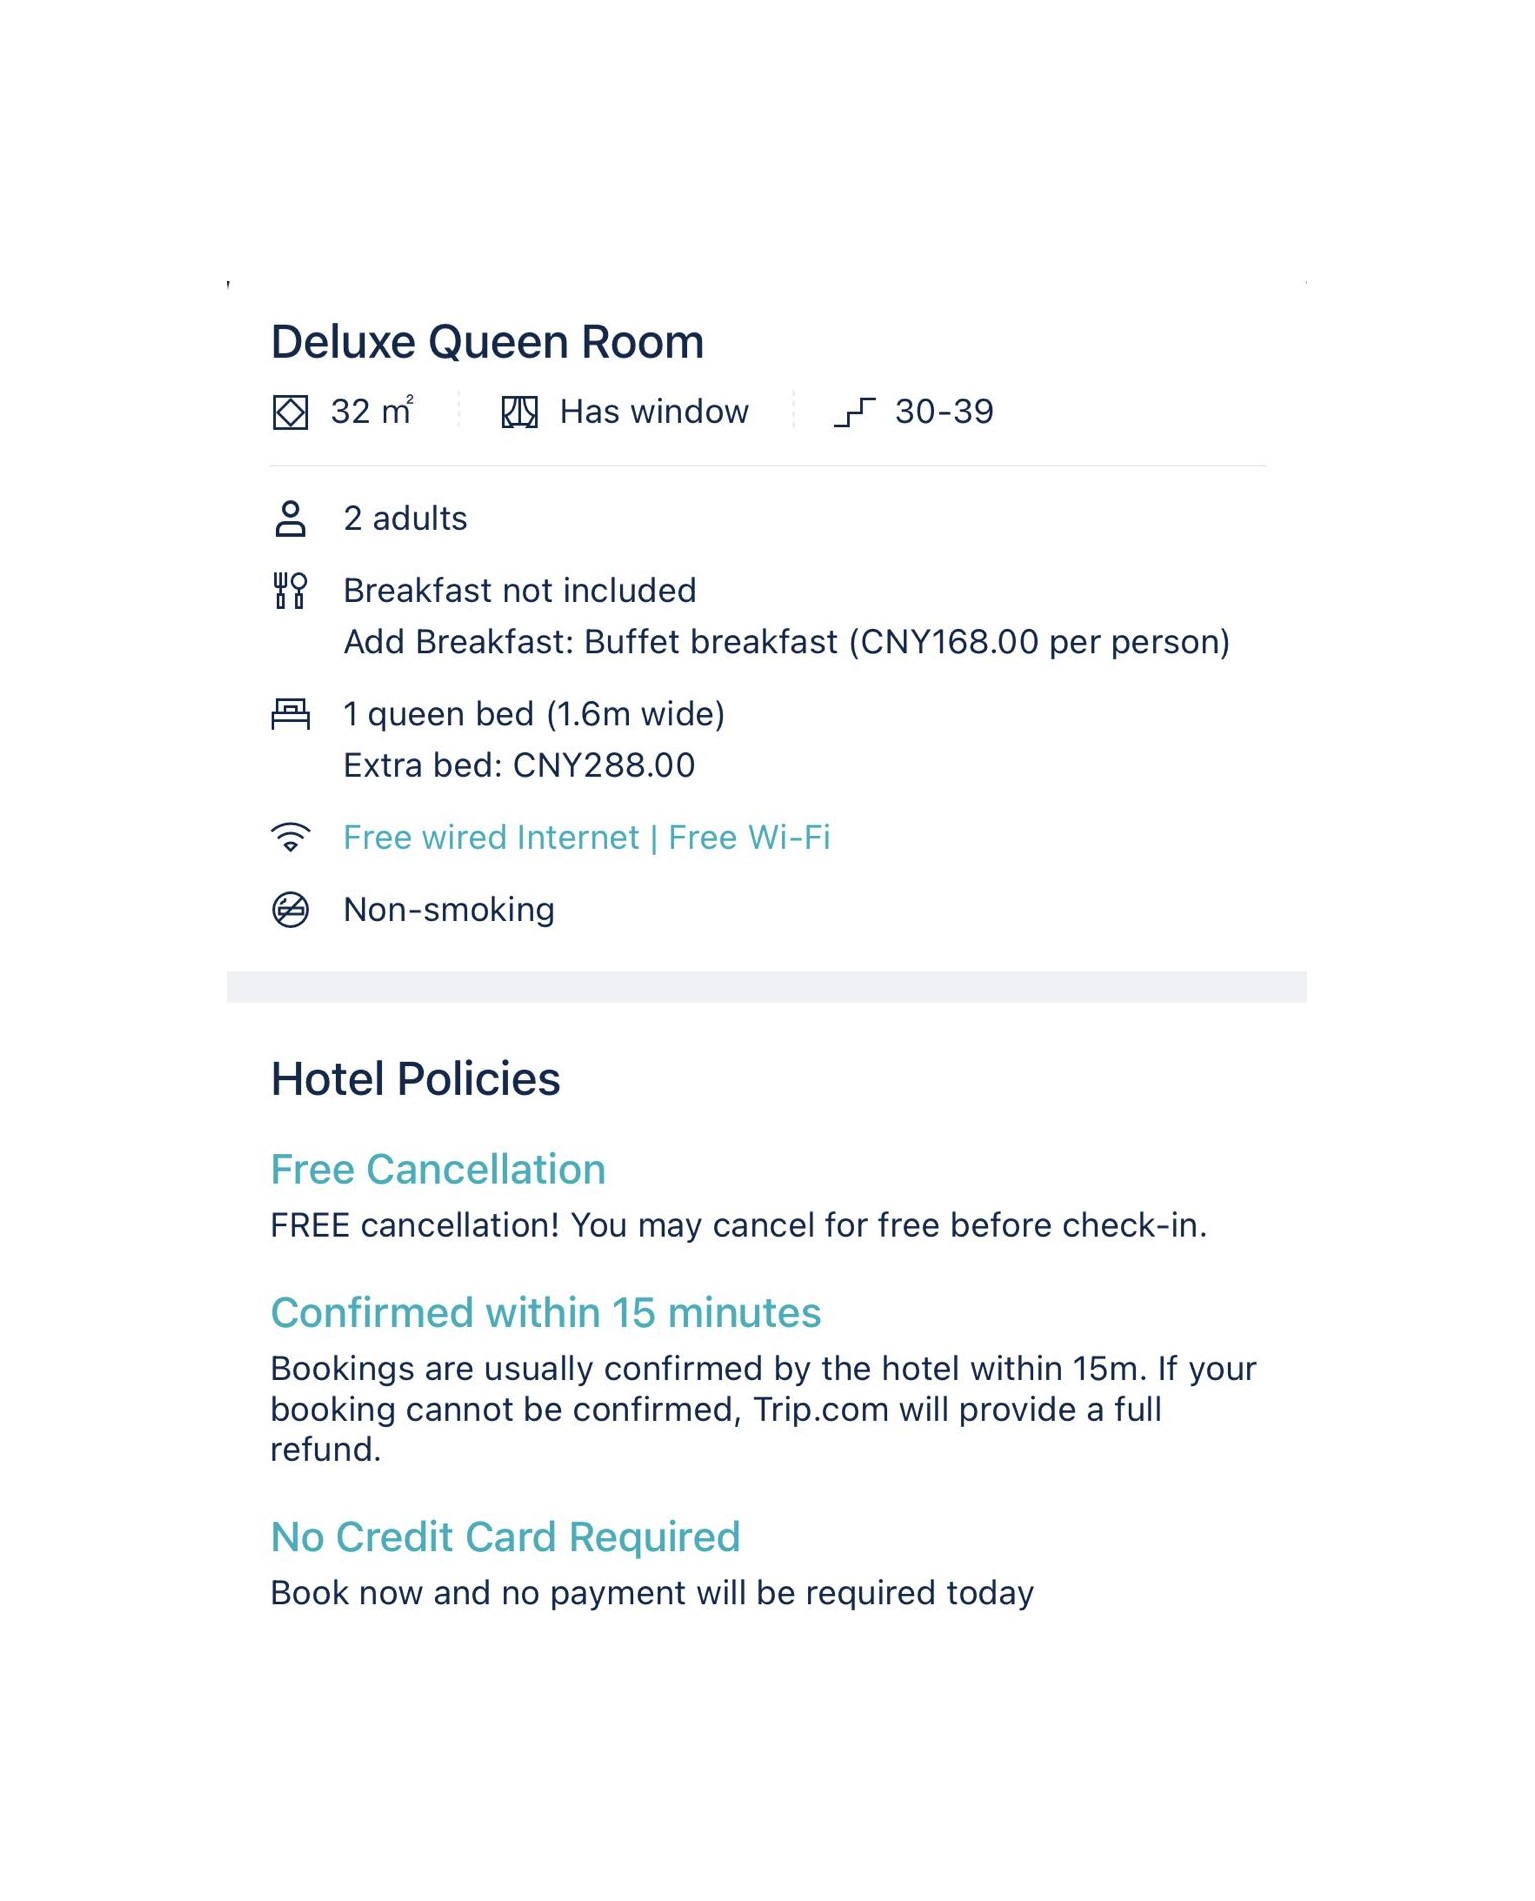 Deluxe Queen Room
32 m² Has window 30-39
2 adults
Breakfast not included
Add Breakfast: Buffet breakfast (CNY168.00 per person)
1 queen bed (1.6m wide)
Extra bed: CNY288.00
Free wired Internet | Free Wi-Fi
Non-smoking
Hotel Policies
Free Cancellation
FREE cancellation! You may cancel for free before check-in.
Confirmed within 15 minutes
Bookings are usually confirmed by the hotel within 15m. If your
booking cannot be confirmed, Trip.com will provide a full
refund.
No Credit Card Required
Book now and no payment will be required today